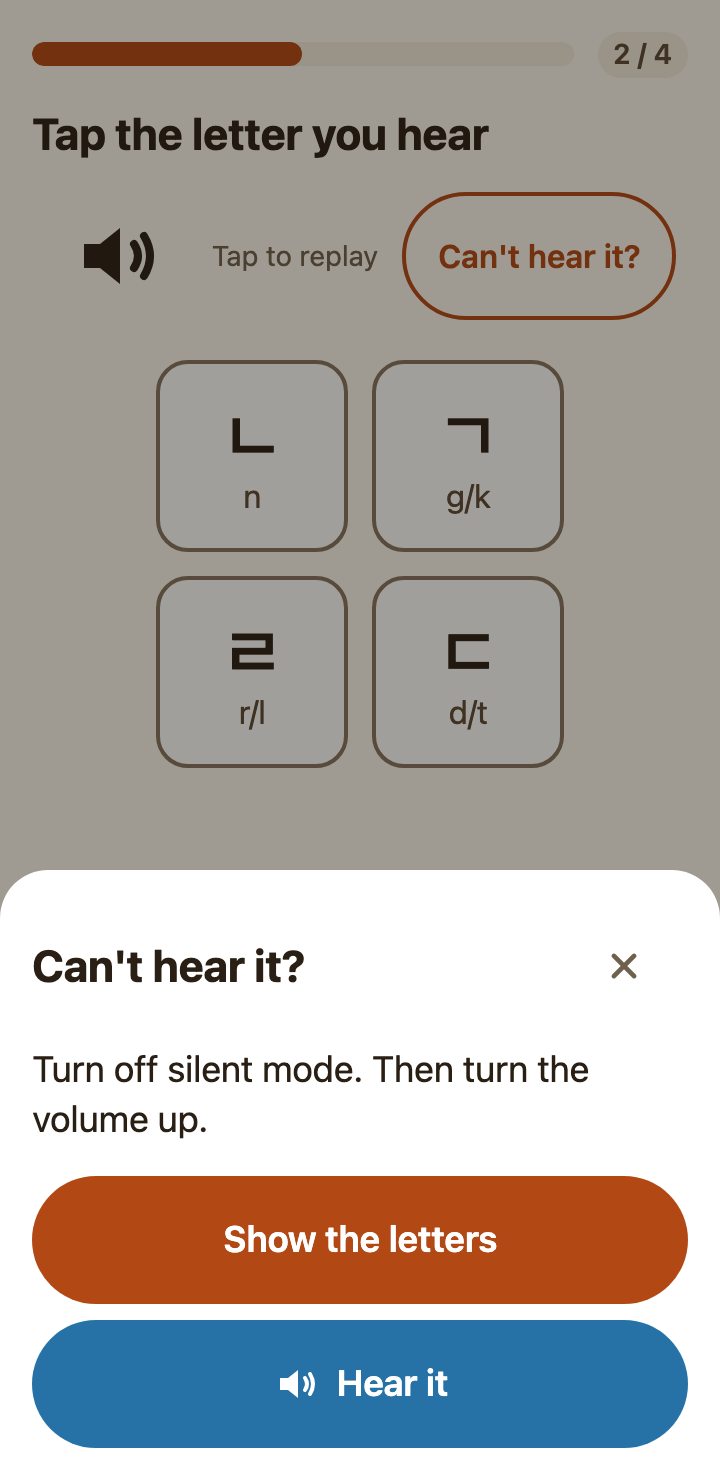 2 / 4
Tap the letter you hear
Tap to replay
Can't hear it?
ㄴ
n
ㄱ
g/k
ㄹ
r/l
ㄷ
d/t
Can't hear it?
Turn off silent mode. Then turn the
volume up.
Show the letters
Hear it